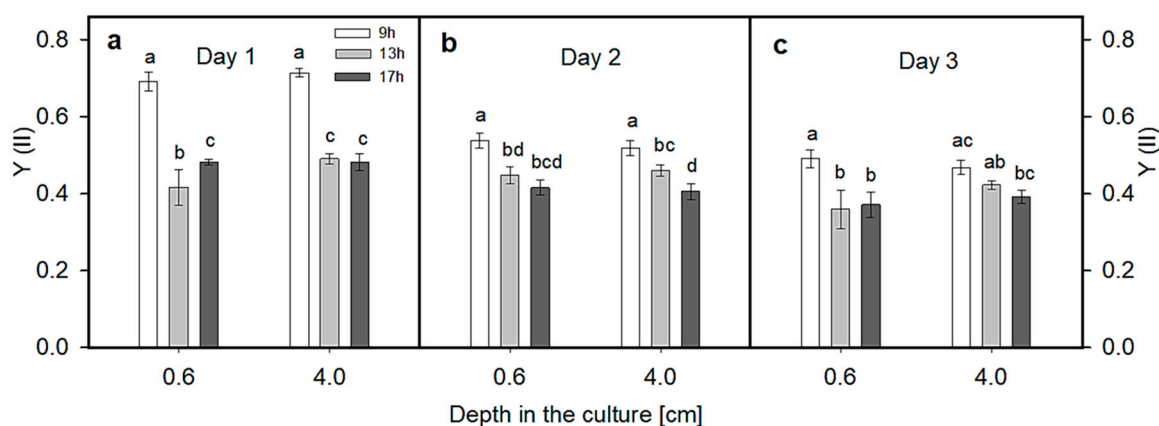 a
Day 1
9h
13h
17h
b
Day 2
c
Day 3
Y (II)
0.8
0.6
0.4
0.2
0.0
a
b
c
a
c
c
a
bd
bcd
a
bc
d
a
b
b
ac
ab
bc
0.8
0.6
0.4
0.2
0.0
Y (II)
0.6
4.0
0.6
4.0
0.6
4.0
Depth in the culture [cm]